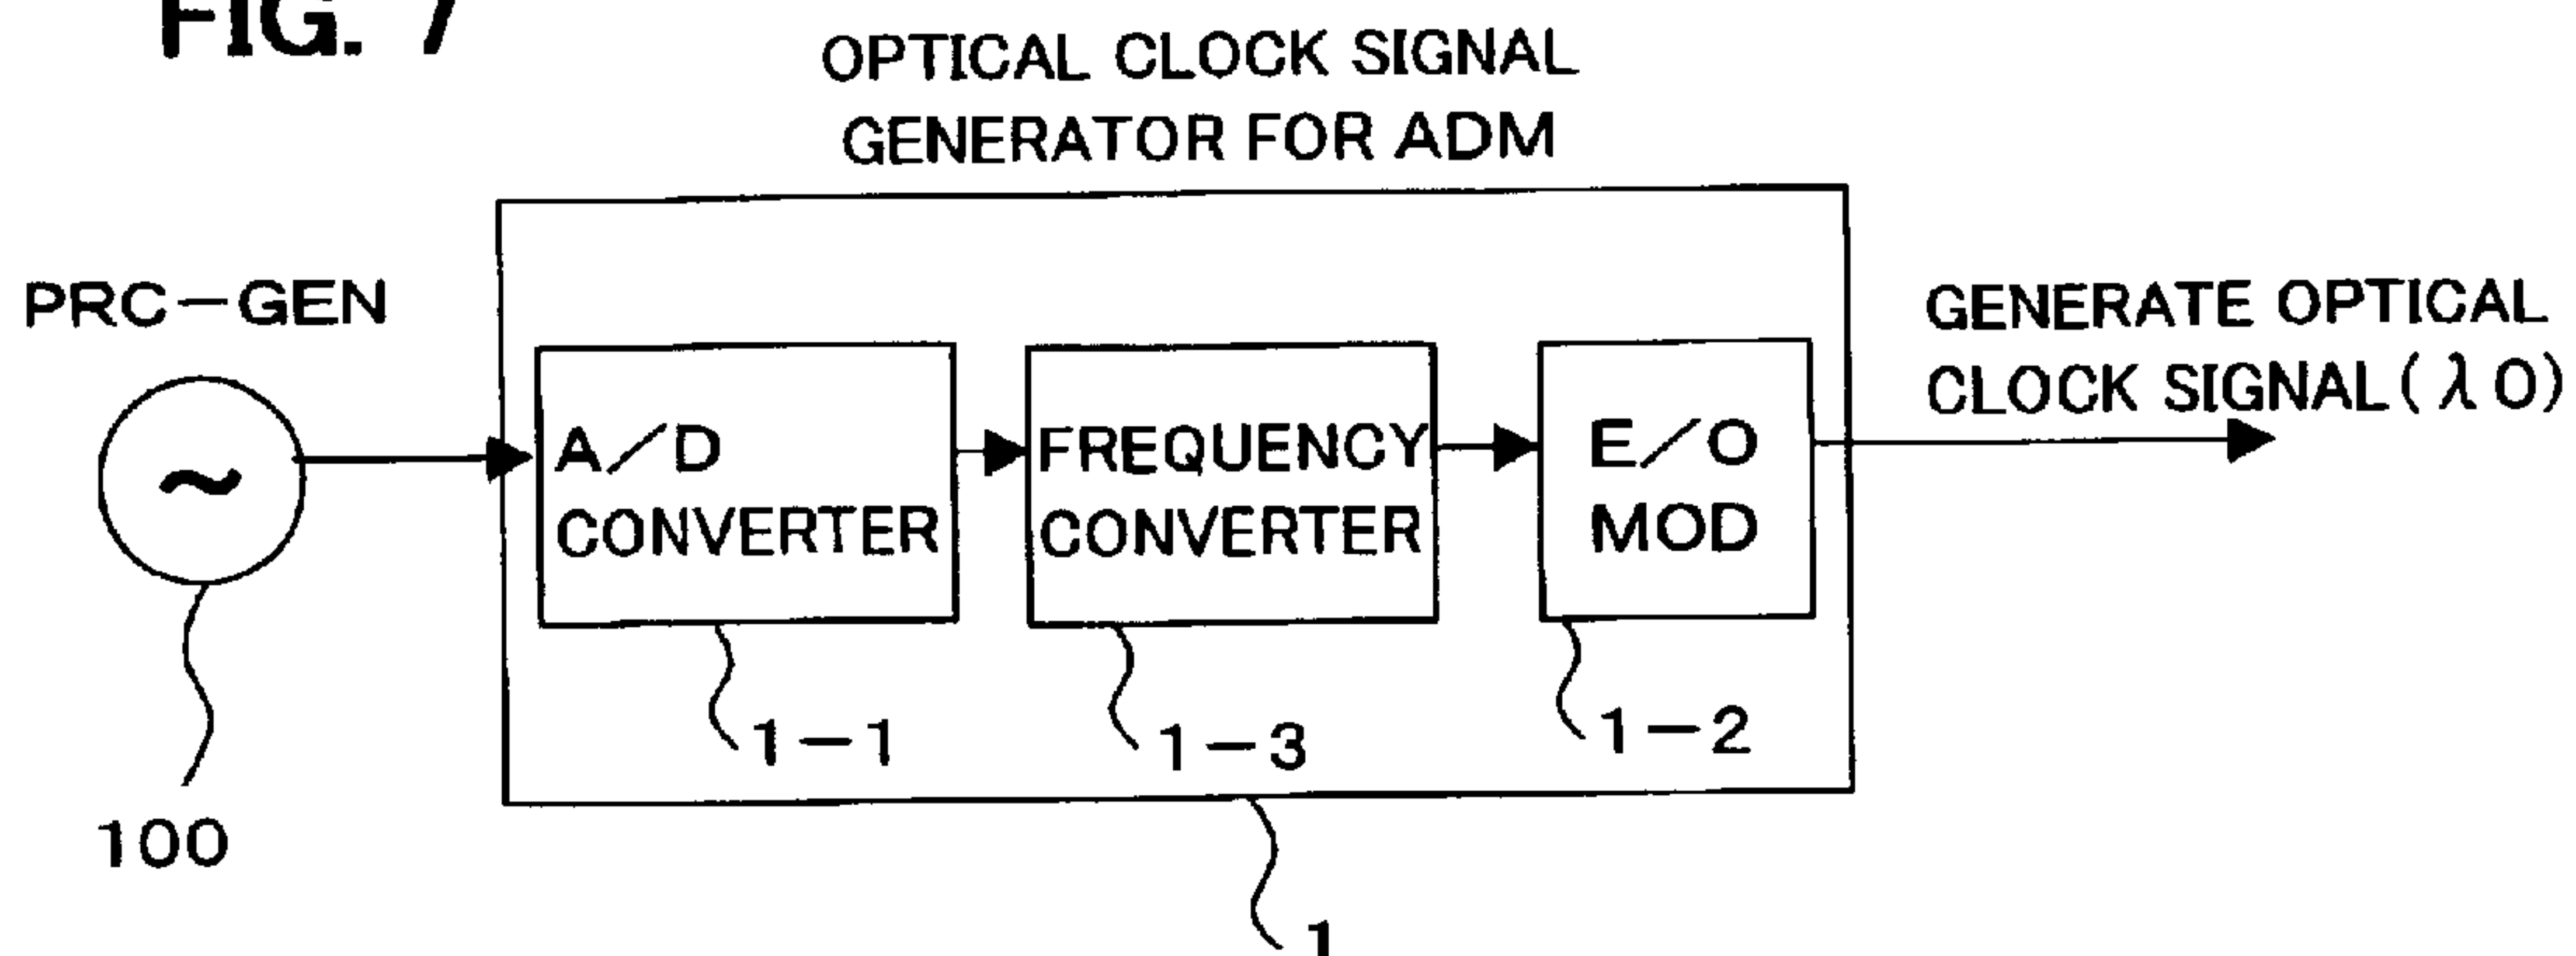 FIG. 7
OPTICAL CLOCK SIGNAL
GENERATOR FOR ADM
PRC-GEN
GENERATE OPTICAL
CLOCK SIGNAL(λ0)
A/D
CONVERTER
FREQUENCY
CONVERTER
E/O
MOD
~
1-1
1-3
1-2
100
1